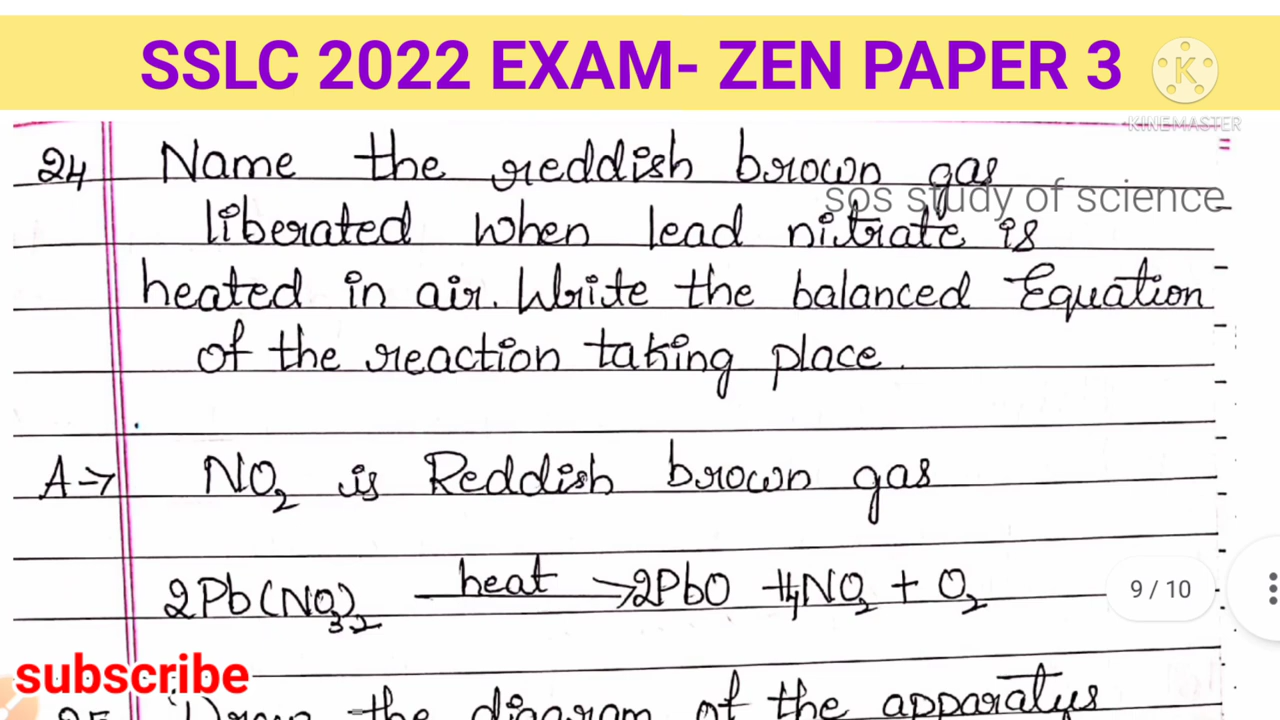 SSLC 2022 EXAM- ZEN PAPER 3
K
KINEMASTER
24 Name the reddish brown gas
sos study of science
liberated when lead nitrate is
heated in air. Write the balanced Equation
of the reaction taking place.
A→ NO₂ is Reddish brown gas
2Pb(NO₃)₂ heat → 2PbO + 4NO₂ + O₂
9 / 10
subscribe
25 Draw the diagram of the apparatus